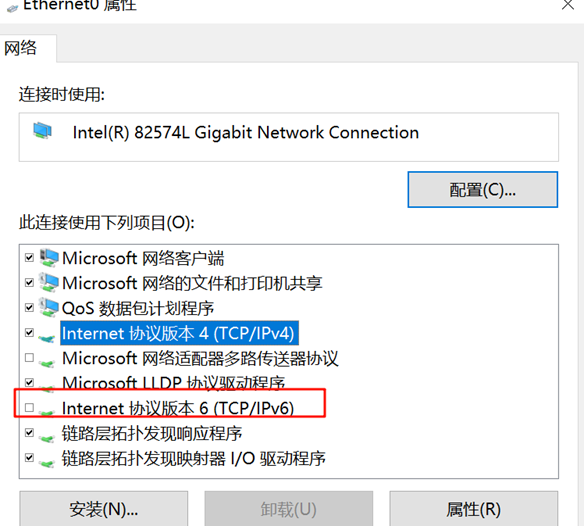 Ethernet0 属性
网络
连接时使用:
Intel(R) 82574L Gigabit Network Connection
配置(C)...
此连接使用下列项目(O):
Microsoft 网络客户端
Microsoft 网络的文件和打印机共享
QoS 数据包计划程序
Internet 协议版本 4 (TCP/IPv4)
Microsoft 网络适配器多路传送器协议
Microsoft LLDP 协议驱动程序
Internet 协议版本 6 (TCP/IPv6)
链路层拓扑发现响应程序
链路层拓扑发现映射器 I/O 驱动程序
安装(N)...
卸载(U)
属性(R)